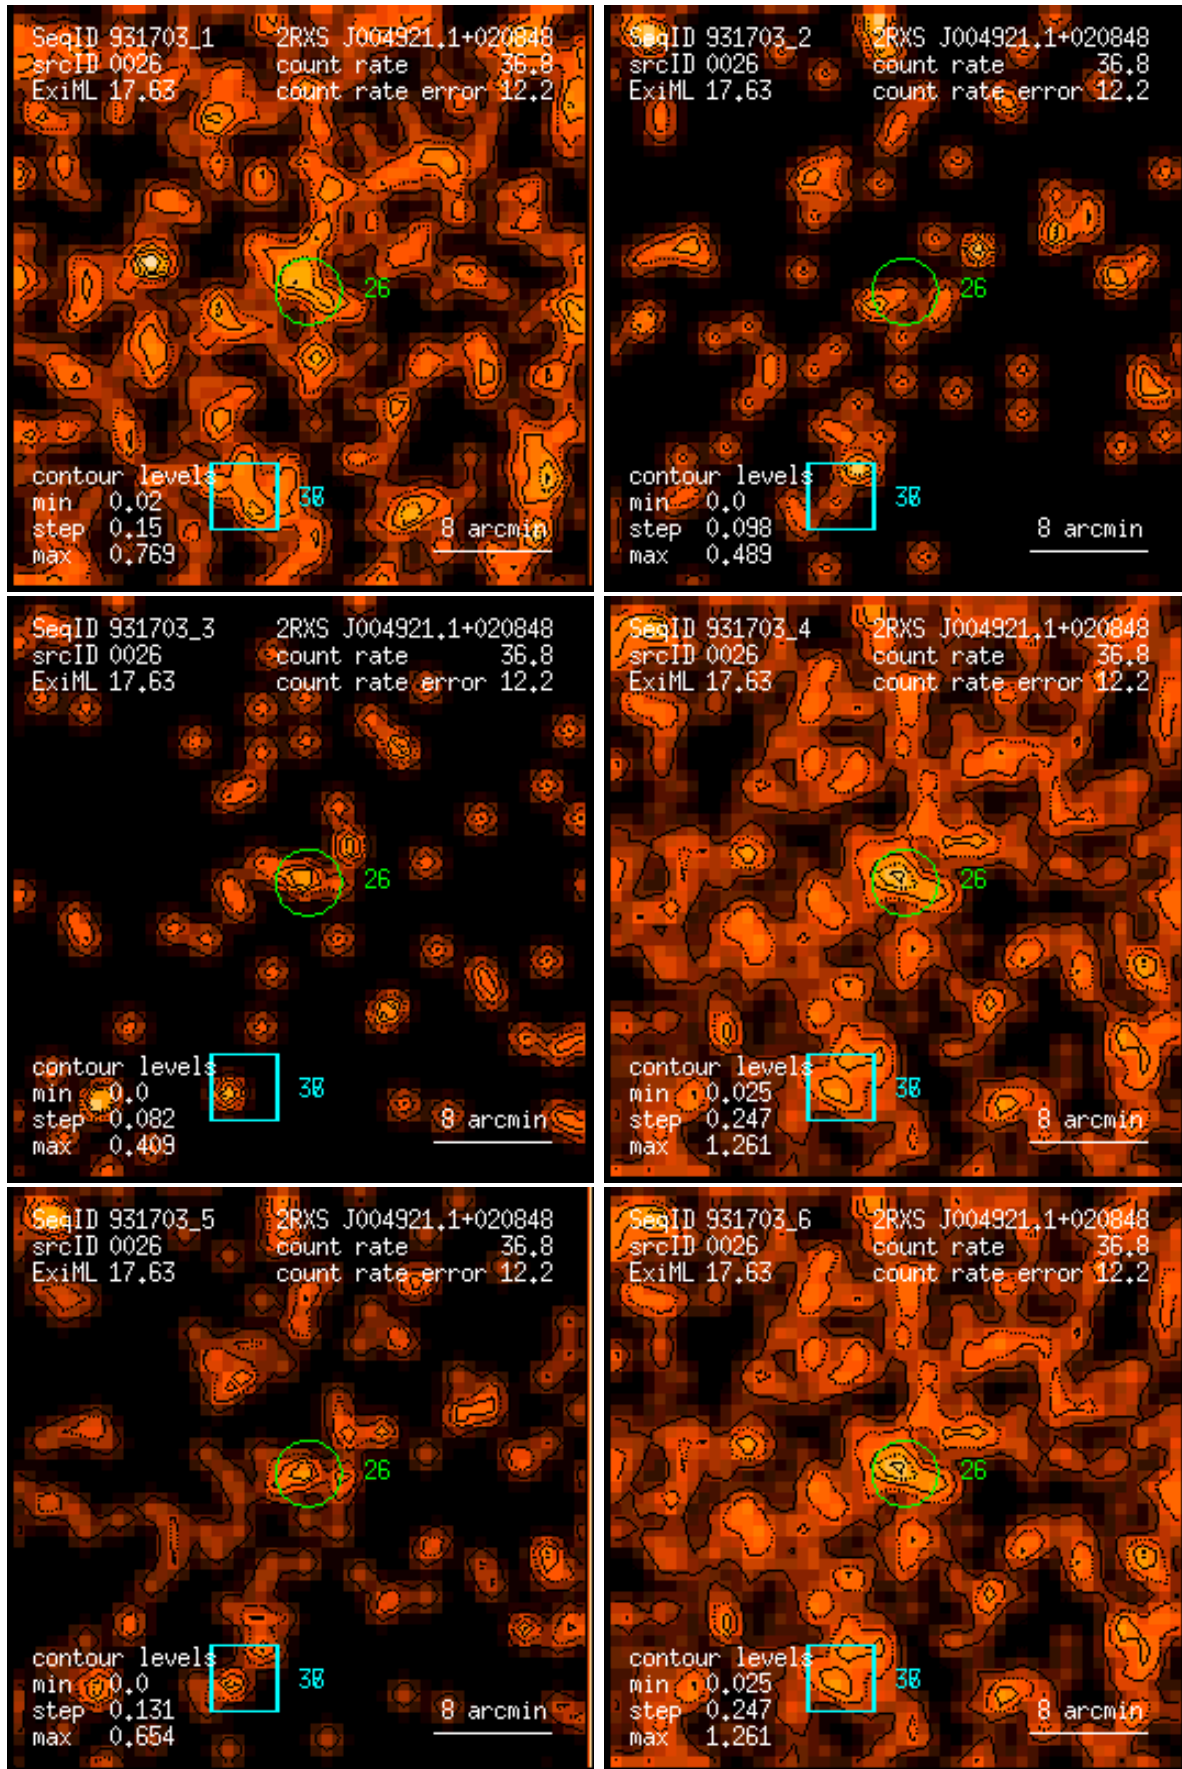 SeqID 931703_1 2RXS J004921.1+020848
srcID 0026 count rate 36.8
ExiML 17.63 count rate error 12.2
26
contour levels
min 0.02
step 0.15
max 0.769
8 arcmin
SeqID 931703_2 2RXS J004921.1+020848
srcID 0026 count rate 36.8
ExiML 17.63 count rate error 12.2
26
contour levels
min 0.0
step 0.098
max 0.489
8 arcmin
SeqID 931703_3 2RXS J004921.1+020848
srcID 0026 count rate 36.8
ExiML 17.63 count rate error 12.2
26
contour levels
min 0.0
step 0.082
max 0.409
8 arcmin
SeqID 931703_4 2RXS J004921.1+020848
srcID 0026 count rate 36.8
ExiML 17.63 count rate error 12.2
26
contour levels
min 0.025
step 0.247
max 1.261
8 arcmin
SeqID 931703_5 2RXS J004921.1+020848
srcID 0026 count rate 36.8
ExiML 17.63 count rate error 12.2
26
contour levels
min 0.0
step 0.131
max 0.654
8 arcmin
SeqID 931703_6 2RXS J004921.1+020848
srcID 0026 count rate 36.8
ExiML 17.63 count rate error 12.2
26
contour levels
min 0.025
step 0.247
max 1.261
8 arcmin